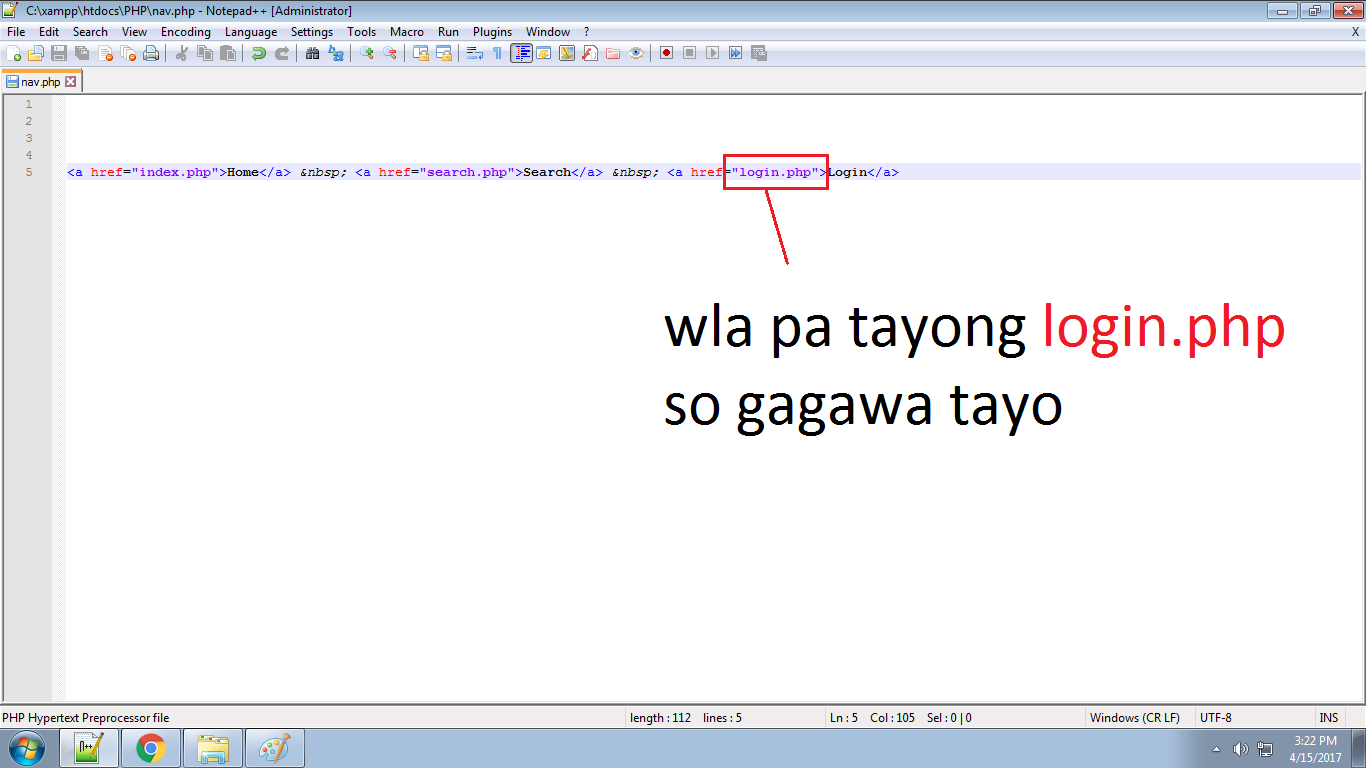 C:\xampp\htdocs\PHP\nav.php - Notepad++ [Administrator]
File Edit Search View Encoding Language Settings Tools Macro Run Plugins Window ? X
nav.php
1
2
3
4
5 <a href="index.php">Home</a> &nbsp; <a href="search.php">Search</a> &nbsp; <a href="login.php">Login</a>
wla pa tayong login.php
so gagawa tayo
PHP Hypertext Preprocessor file length : 112 lines : 5 Ln : 5 Col : 105 Sel : 0 | 0 Windows (CR LF) UTF-8 INS
3:22 PM
4/15/2017